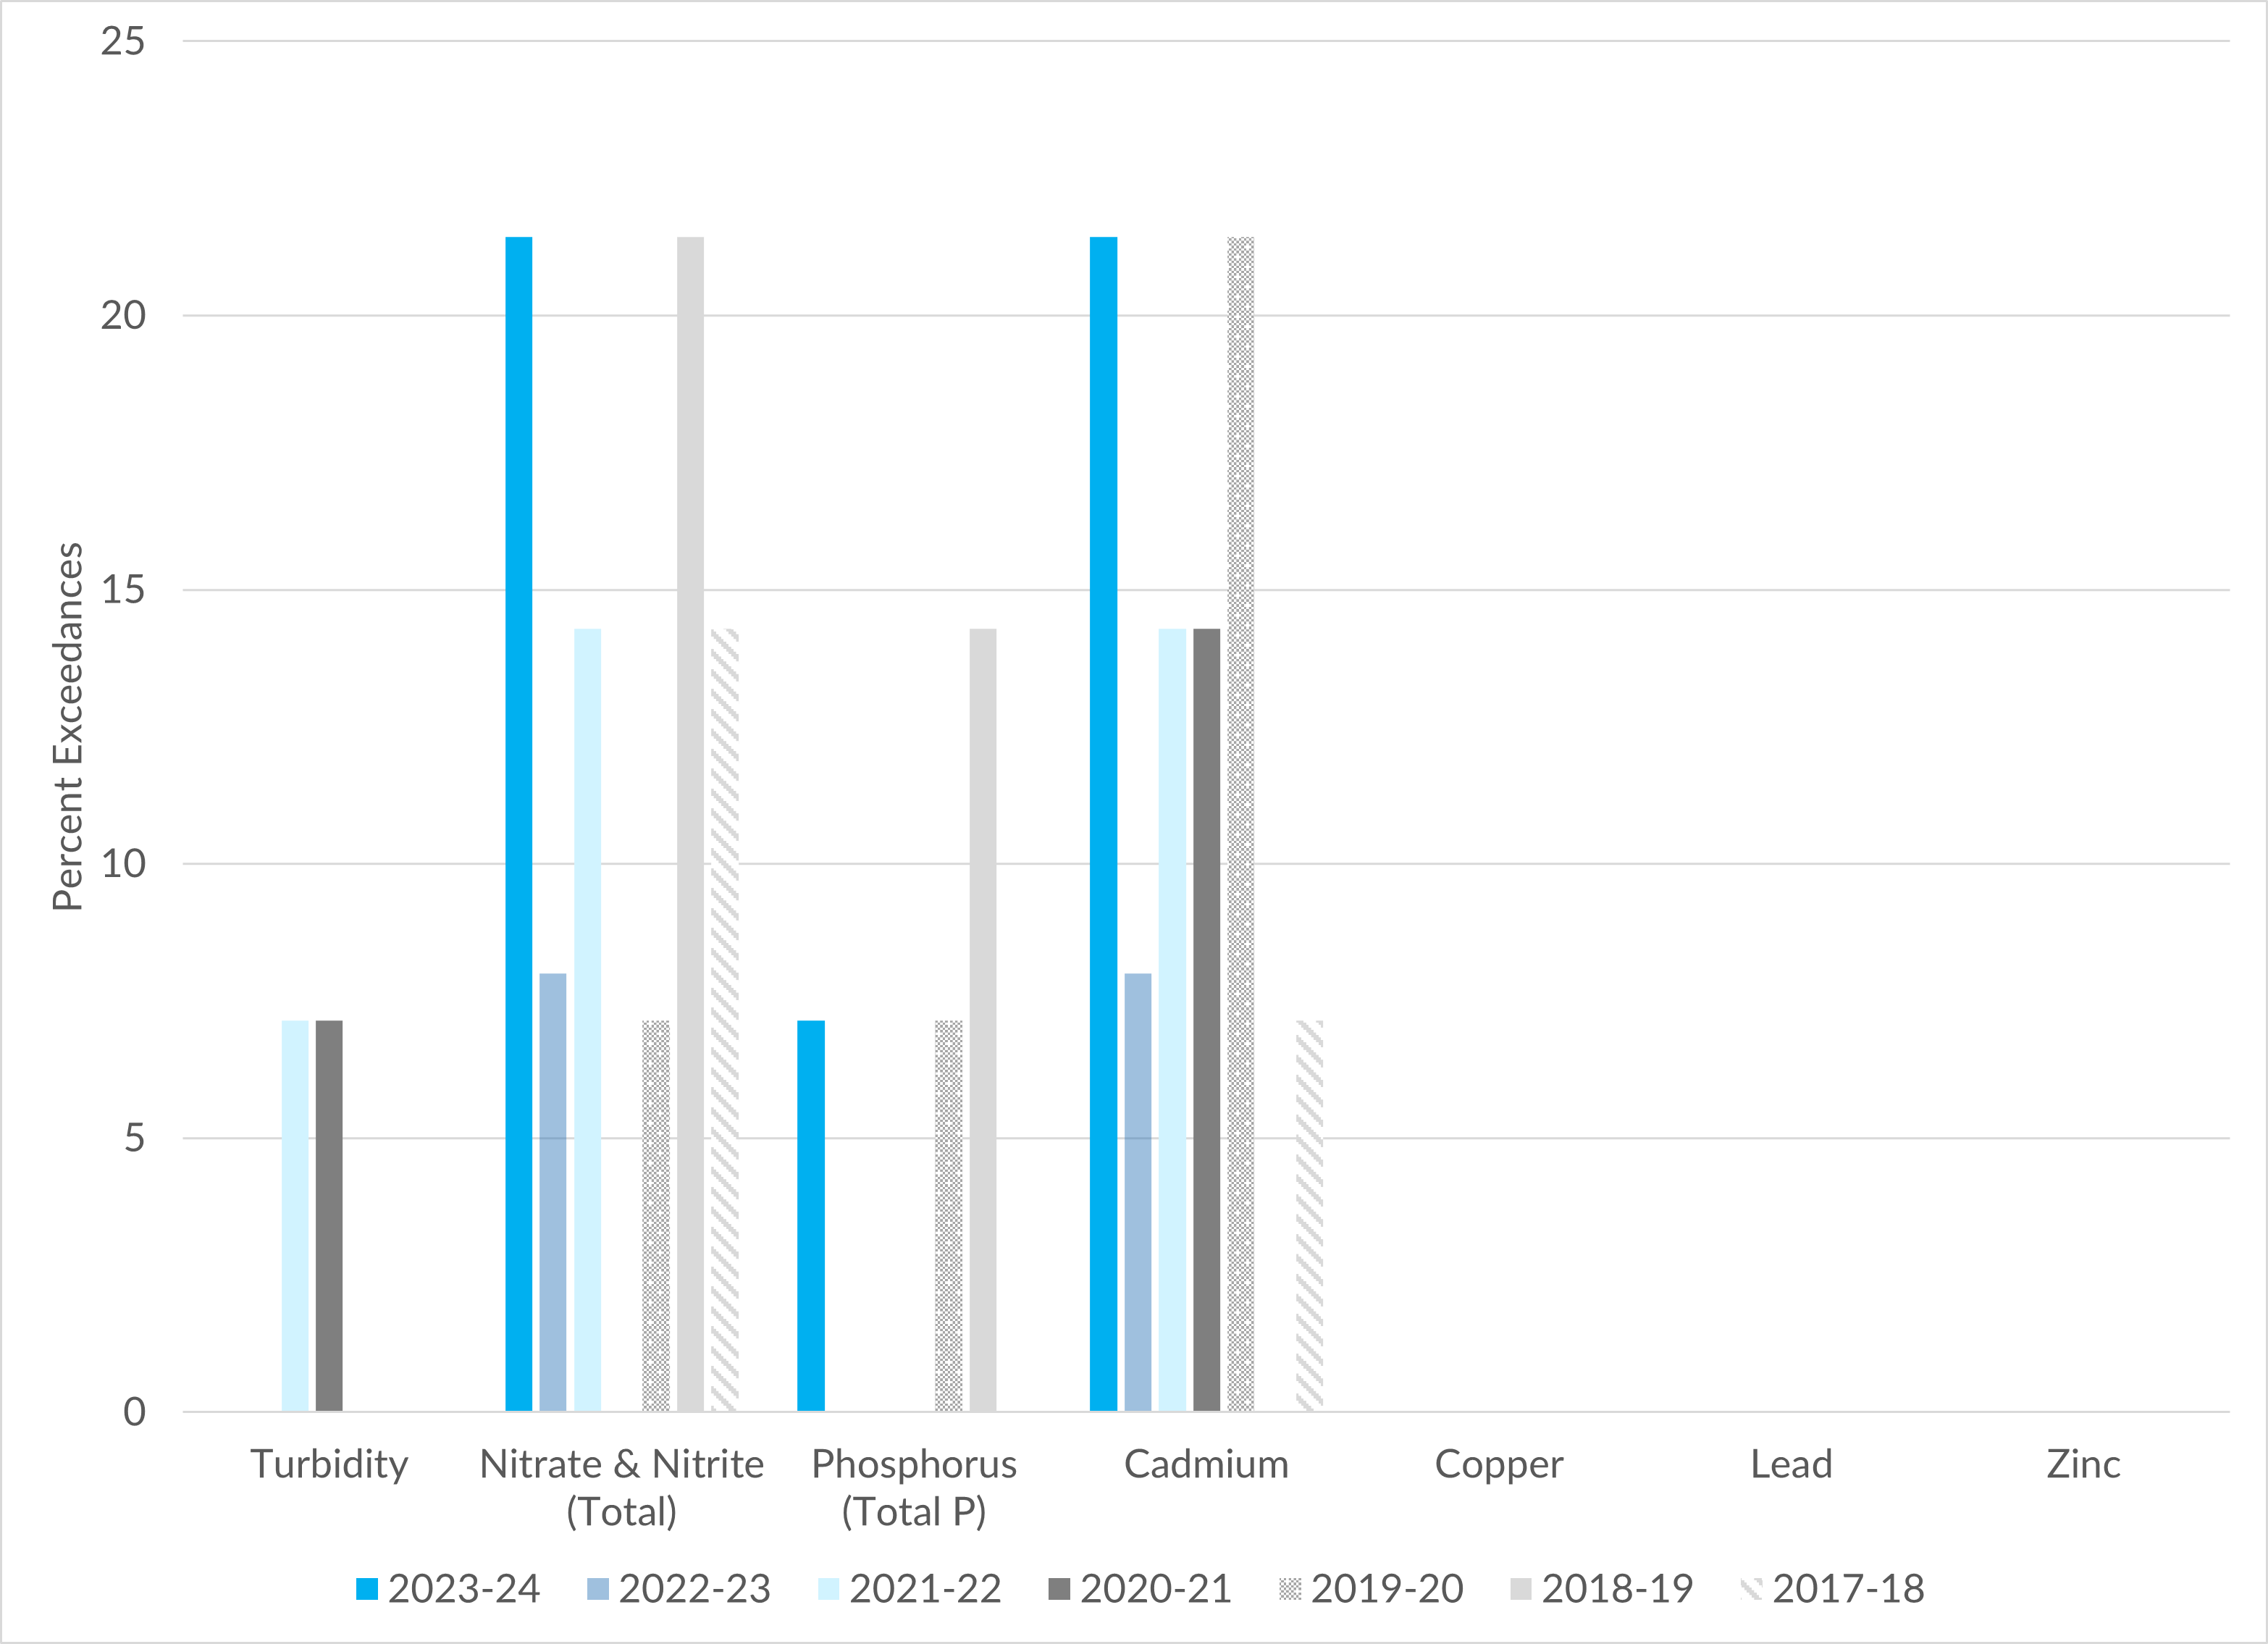 25
20
15
10
5
0
Percent Exceedances
Turbidity
Nitrate & Nitrite
(Total)
Phosphorus
(Total P)
Cadmium
Copper
Lead
Zinc
2023-24
2022-23
2021-22
2020-21
2019-20
2018-19
2017-18